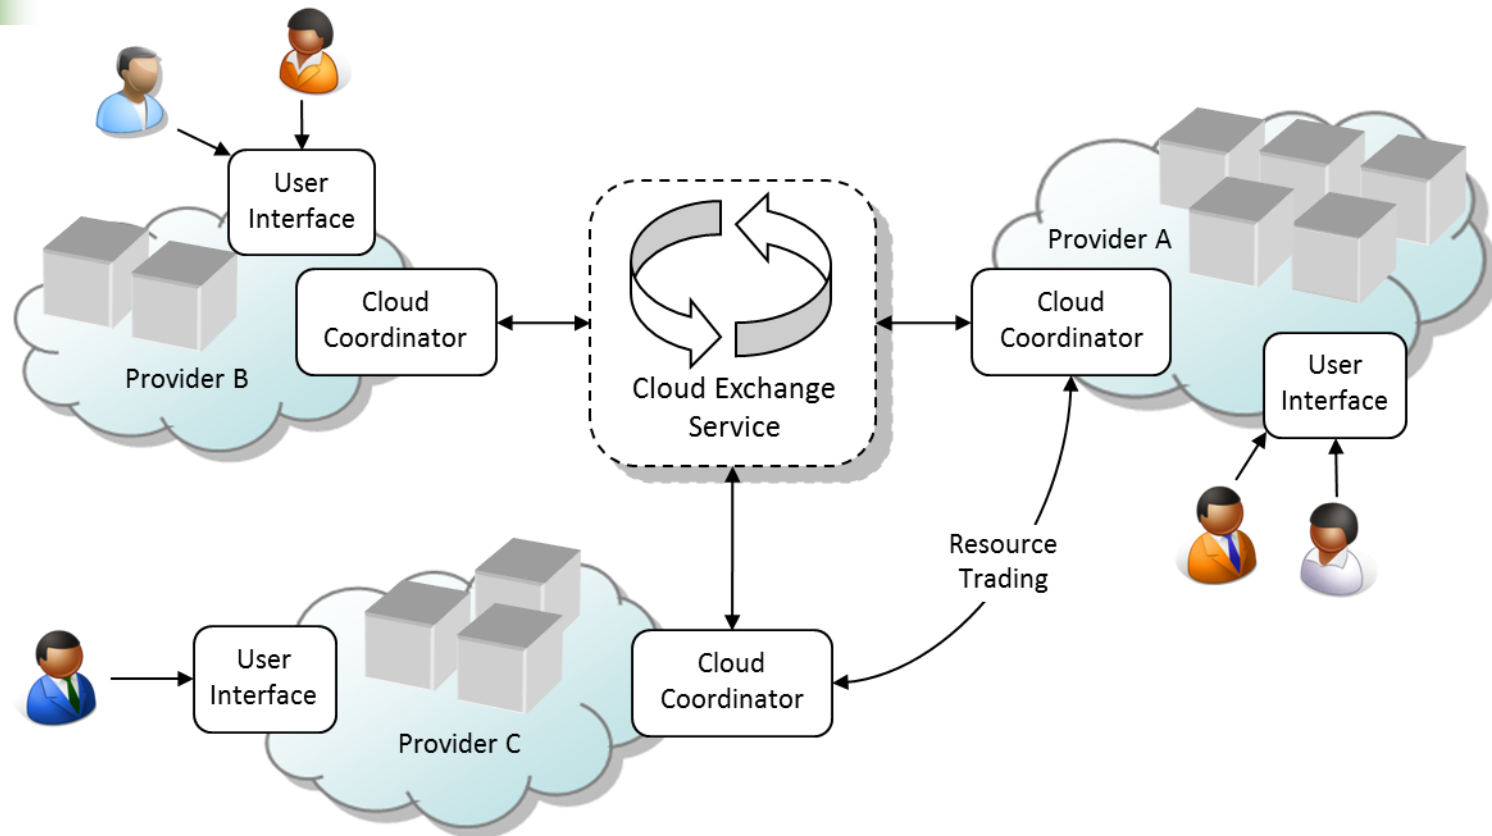 User
Interface
Cloud
Coordinator
Provider B
Cloud Exchange
Service
Provider A
Cloud
Coordinator
User
Interface
Resource
Trading
User
Interface
Cloud
Coordinator
Provider C